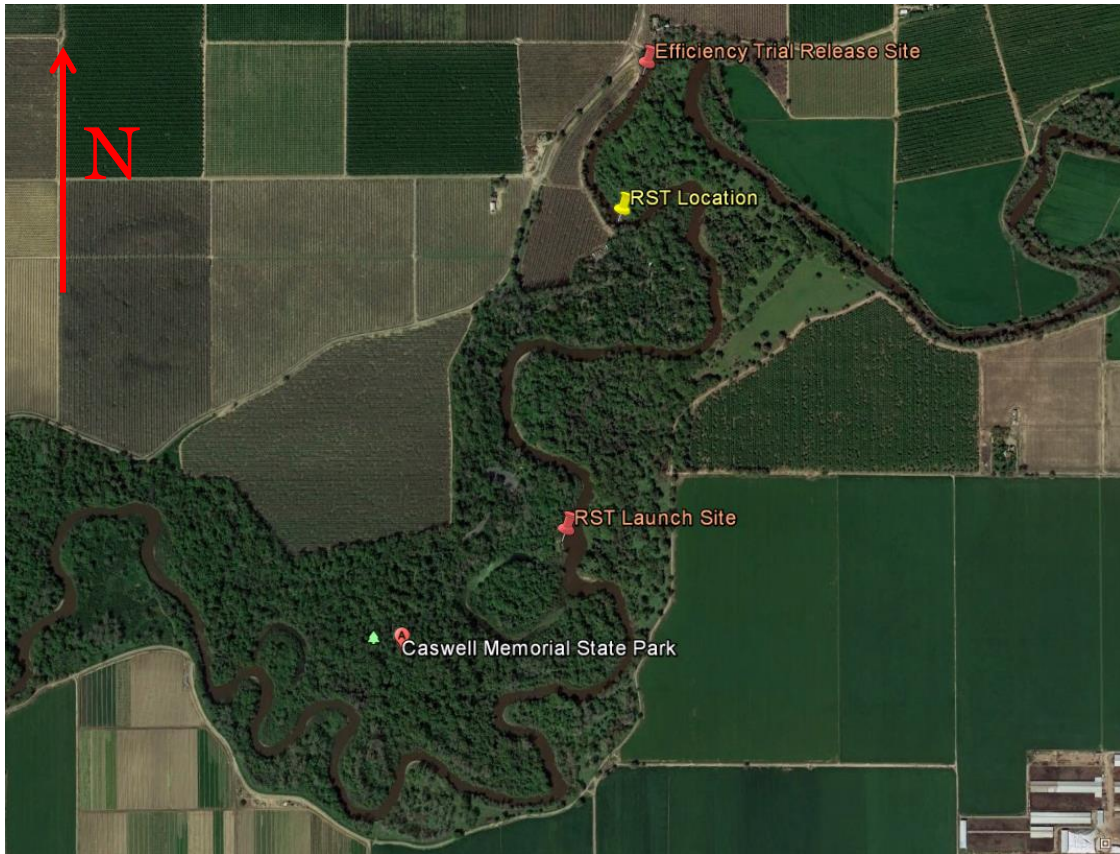 Efficiency Trial Release Site
N
RST Location
RST Launch Site
A
Caswell Memorial State Park